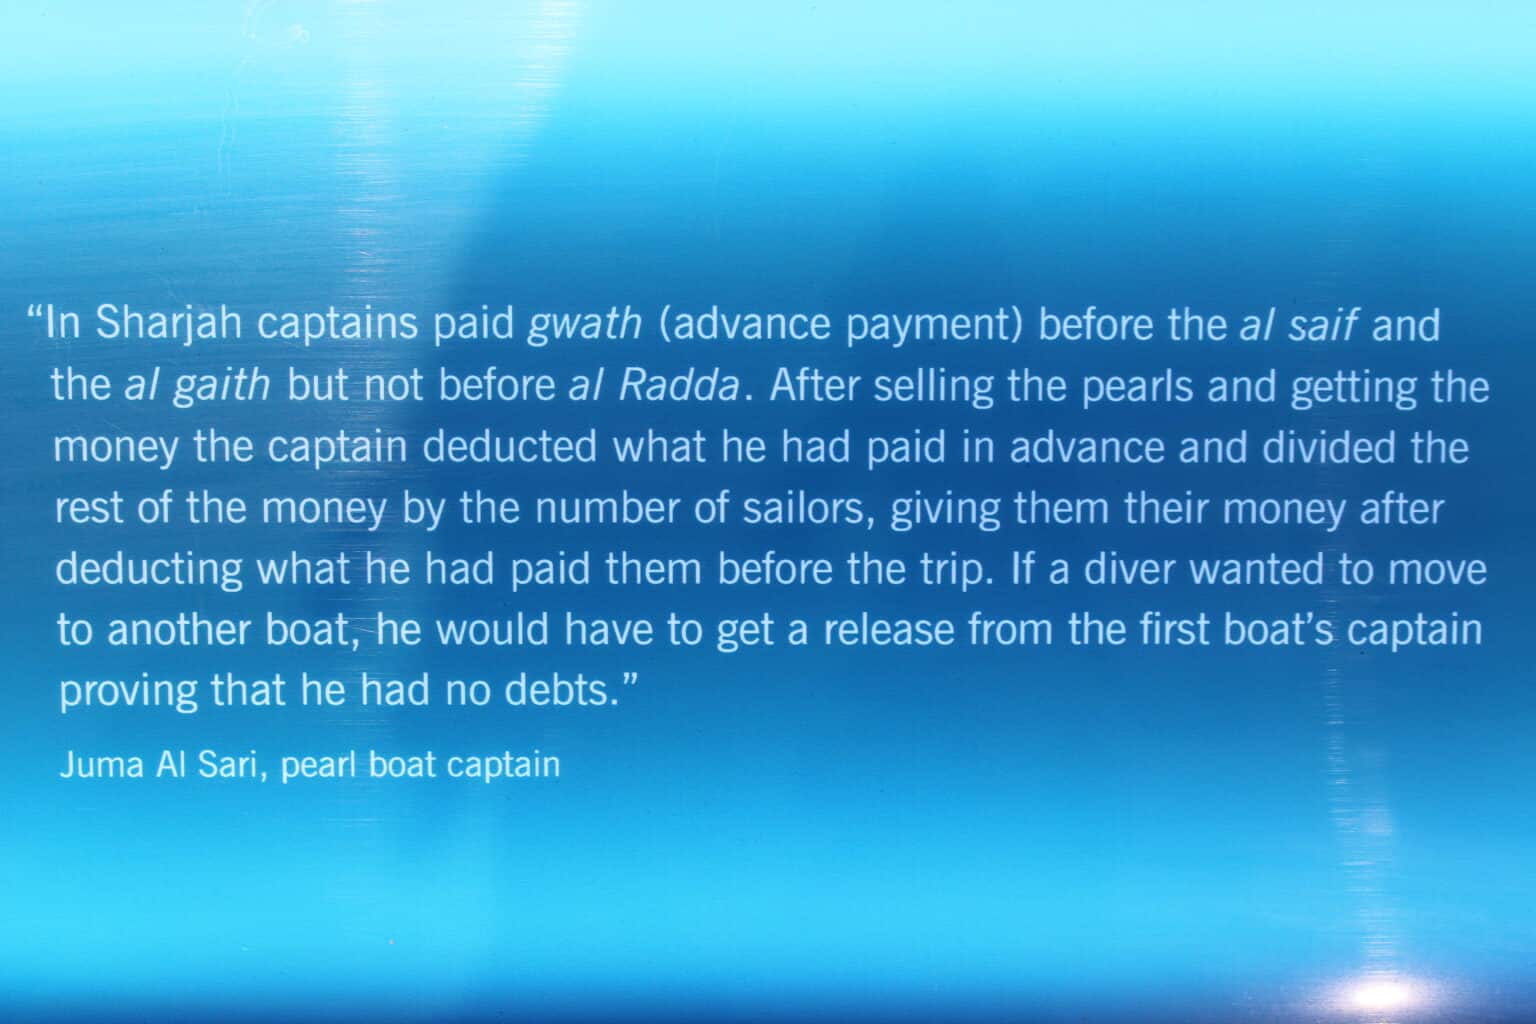 “In Sharjah captains paid gwath (advance payment) before the al saif and
the al gaith but not before al Radda. After selling the pearls and getting the
money the captain deducted what he had paid in advance and divided the
rest of the money by the number of sailors, giving them their money after
deducting what he had paid them before the trip. If a diver wanted to move
to another boat, he would have to get a release from the first boat’s captain
proving that he had no debts.”
Juma Al Sari, pearl boat captain